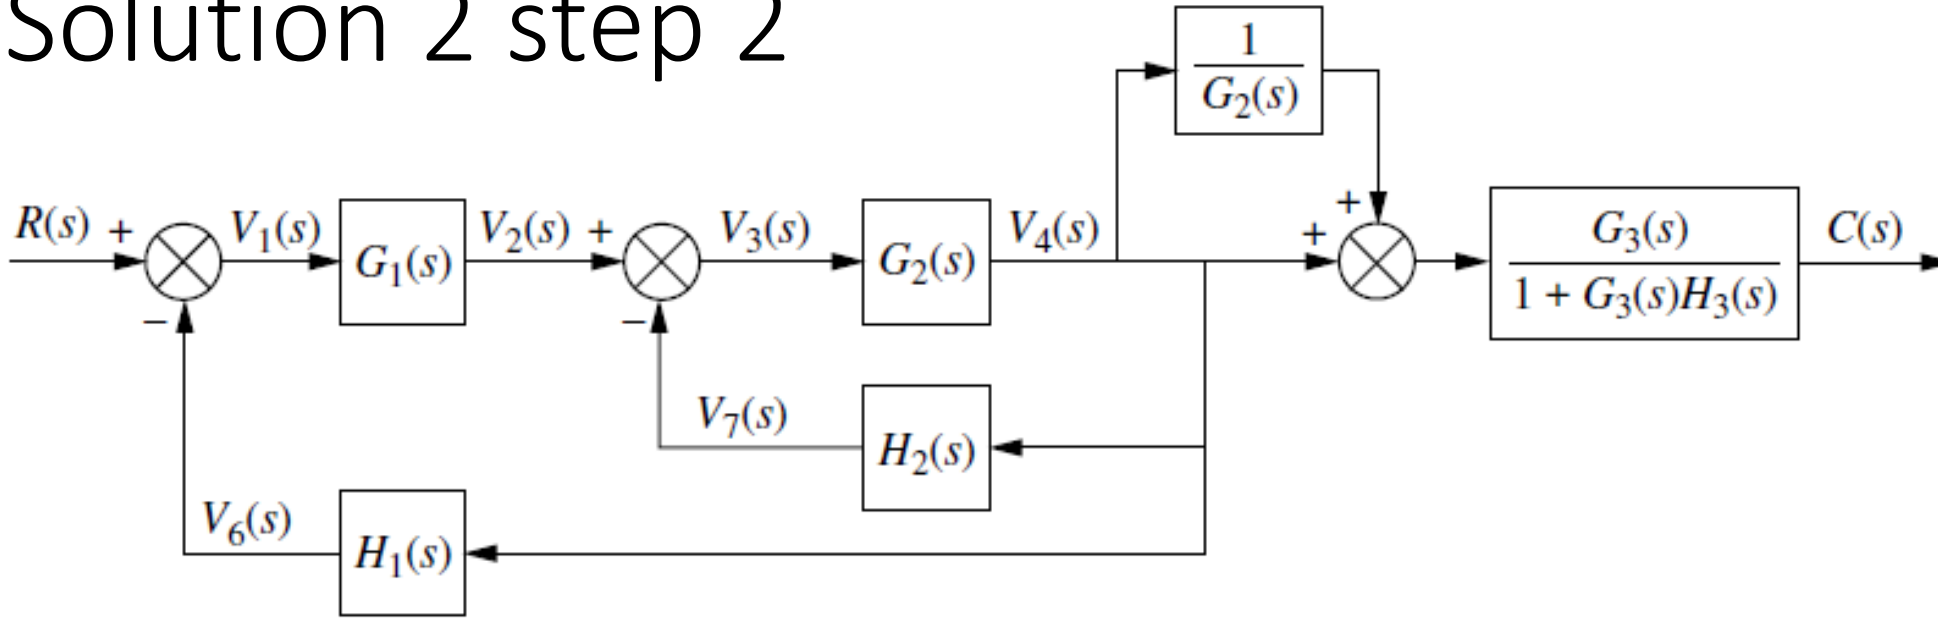 Solution 2 step 2
1
G₂(s)
R(s) +
V₁(s)
G₁(s)
V₂(s) +
V₃(s)
G₂(s)
V₄(s)
+
+
G₃(s)
1 + G₃(s)H₃(s)
C(s)
−
−
V₇(s)
H₂(s)
V₆(s)
H₁(s)